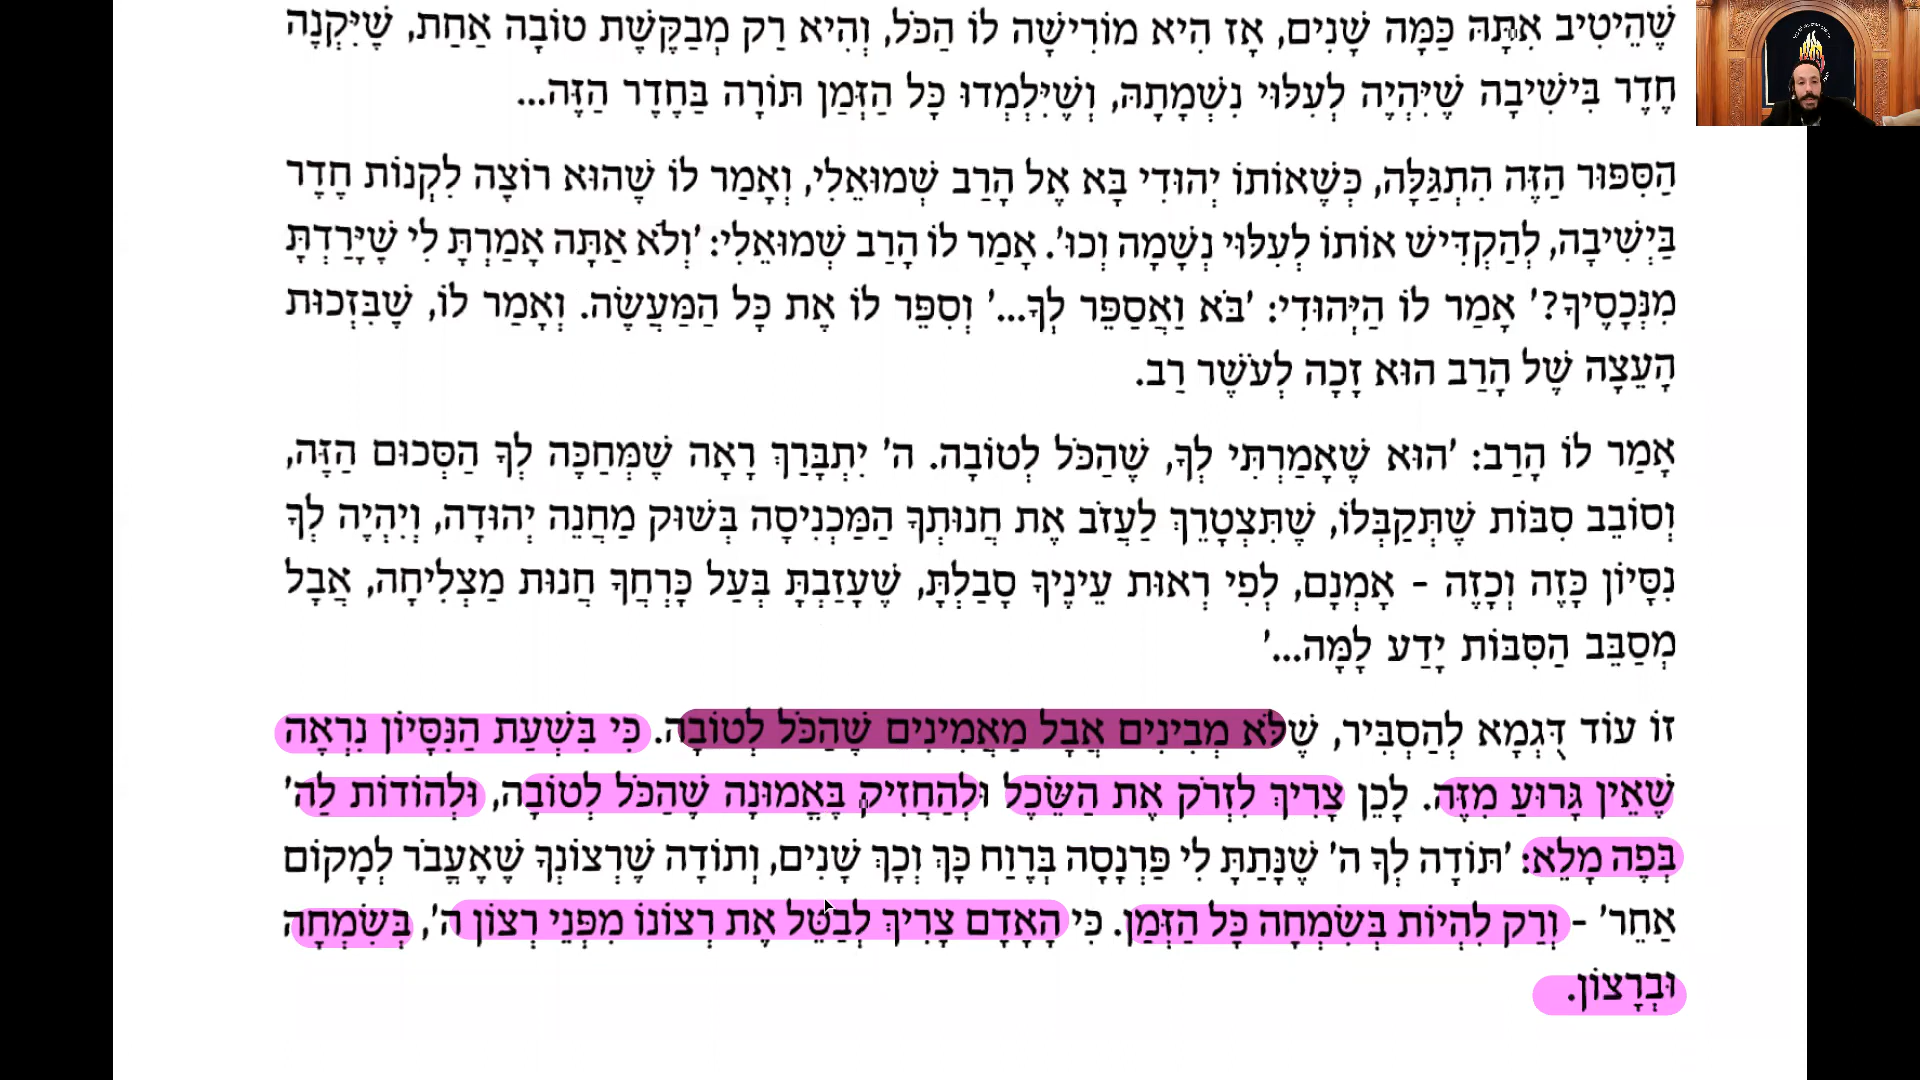 שֶׁהֵיטִיב אִתָּהּ כַּמָּה שָׁנִים, אָז הִיא מוֹרִישָׁה לוֹ הַכֹּל, וְהִיא רַק מְבַקֶּשֶׁת טוֹבָה אַחַת, שֶׁיִּקְנֶה
חֶדֶר בִּישִׁיבָה שֶׁיִּהְיֶה לְעִלּוּי נִשְׁמָתָהּ, וְשֶׁיִּלְמְדוּ כָּל הַזְּמַן תּוֹרָה בַּחֶדֶר הַזֶּה...
הַסִּפּוּר הַזֶּה הִתְגַּלָּה, כְּשֶׁאוֹתוֹ יְהוּדִי בָּא אֶל הָרַב שְׁמוּאֵלִי, וְאָמַר לוֹ שֶׁהוּא רוֹצֶה לִקְנוֹת חֶדֶר
בַּיְשִׁיבָה, לְהַקְדִּישׁ אוֹתוֹ לְעִלּוּי נְשָׁמָה וְכוּ'. אָמַר לוֹ הָרַב שְׁמוּאֵלִי: 'וְלֹא אַתָּה אָמַרְתָּ לִי שֶׁיָּרַדְתָּ
מִנְּכָסֶיךָ?' אָמַר לוֹ הַיְּהוּדִי: 'בֹּא וַאֲסַפֵּר לְךָ...' וְסִפֵּר לוֹ אֶת כָּל הַמַּעֲשֶׂה. וְאָמַר לוֹ, שֶׁבִּזְכוּת
הָעֵצָה שֶׁל הָרַב הוּא זָכָה לְעֹשֶׁר רַב.
אָמַר לוֹ הָרַב: 'הוּא שֶׁאָמַרְתִּי לְךָ, שֶׁהַכֹּל לְטוֹבָה. ה' יִתְבָּרַךְ רָאָה שֶׁמְּחַכֶּה לְךָ הַסְּכוּם הַזֶּה,
וְסוֹבֵב סִבּוֹת שֶׁתְּקַבְּלוֹ, שֶׁתִּצְטָרֵךְ לַעֲזֹב אֶת חֲנוּתְךָ הַמַּכְנִיסָה בְּשׁוּק מַחֲנֵה יְהוּדָה, וְיִהְיֶה לְךָ
נִסָּיוֹן כָּזֶה וְכָזֶה - אָמְנָם, לְפִי רְאוּת עֵינֶיךָ סָבַלְתָּ, שֶׁעָזַבְתָּ בְּעַל כָּרְחֲךָ חֲנוּת מַצְלִיחָה, אֲבָל
מְסַבֵּב הַסִּבּוֹת יָדַע לָמָּה...'
זוֹ עוֹד דֻּגְמָא לְהַסְבִּיר, שֶׁלֹּא מְבִינִים אֲבָל מַאֲמִינִים שֶׁהַכֹּל לְטוֹבָה. כִּי בִּשְׁעַת הַנִּסָּיוֹן נִרְאָה
שֶׁאֵין גָּרוּעַ מִזֶּה. לָכֵן צָרִיךְ לִזְרֹק אֶת הַשֵּׂכֶל וּלְהַחֲזִיק בָּאֱמוּנָה שֶׁהַכֹּל לְטוֹבָה, וּלְהוֹדוֹת לַה'
בְּפֶה מָלֵא: 'תּוֹדָה לְךָ ה' שֶׁנָּתַתָּ לִי פַּרְנָסָה בְּרֶוַח כָּךְ וְכָךְ שָׁנִים, וְתוֹדָה שֶׁרְצוֹנְךָ שֶׁאֶעֱבֹר לְמָקוֹם
אַחֵר' - וְרַק לִהְיוֹת בְּשִׂמְחָה כָּל הַזְּמַן. כִּי הָאָדָם צָרִיךְ לְבַטֵּל אֶת רְצוֹנוֹ מִפְּנֵי רְצוֹן ה', בְּשִׂמְחָה
וּבְרָצוֹן.